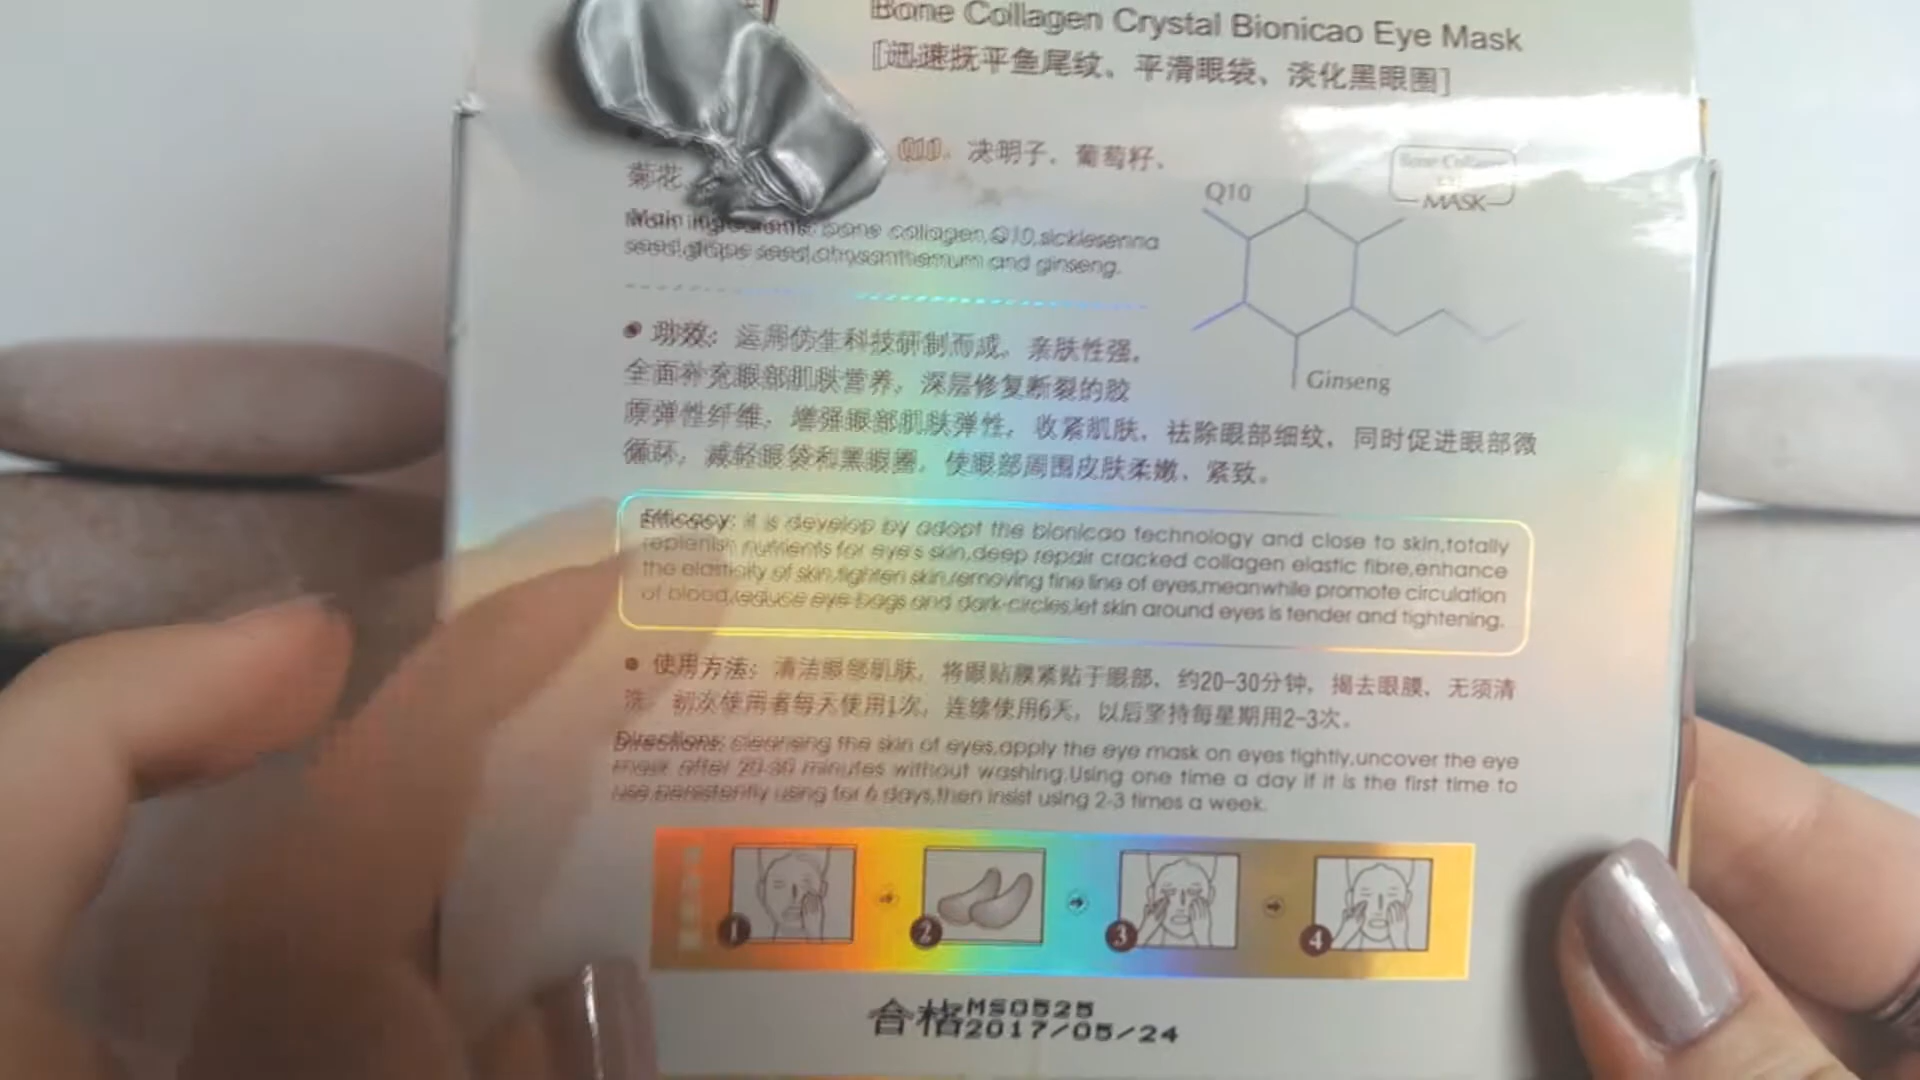 Bone Collagen Crystal Bionicao Eye Mask
[迅速抚平鱼尾纹、平滑眼袋、淡化黑眼圈]
Q10、决明子、葡萄籽、
菊花
Main ingredients: bone collagen,Q10,sicklesenna
seed,grape seed,chrysanthemum and ginseng.
Q10
Bone Collagen
MASK
Ginseng
● 功效：运用仿生科技研制而成，亲肤性强，
全面补充眼部肌肤营养，深层修复断裂的胶
原弹性纤维，增强眼部肌肤弹性，收紧肌肤，祛除眼部细纹，同时促进眼部微
循环，减轻眼袋和黑眼圈，使眼部周围皮肤柔嫩、紧致。
Efficacy: it is develop by adopt the bionicao technology and close to skin,totally
replenish nutrients for eye's skin,deep repair cracked collagen elastic fibre,enhance
the elasticity of skin,tighten skin,removing fine line of eyes,meanwhile promote circulation
of blood,reduce eye bags and dark-circles,let skin around eyes is tender and tightening.
● 使用方法：清洁眼部肌肤，将眼贴膜紧贴于眼部，约20-30分钟，揭去眼膜，无须清
洗。初次使用者每天使用1次，连续使用6天，以后坚持每星期用2-3次。
Directions: cleansing the skin of eyes,apply the eye mask on eyes tightly,uncover the eye
mask after 20-30 minutes without washing.Using one time a day if it is the first time to
use,persistently using for 6 days,then insist using 2-3 times a week.
1
2
3
4
合格 MS0525
2017/05/24